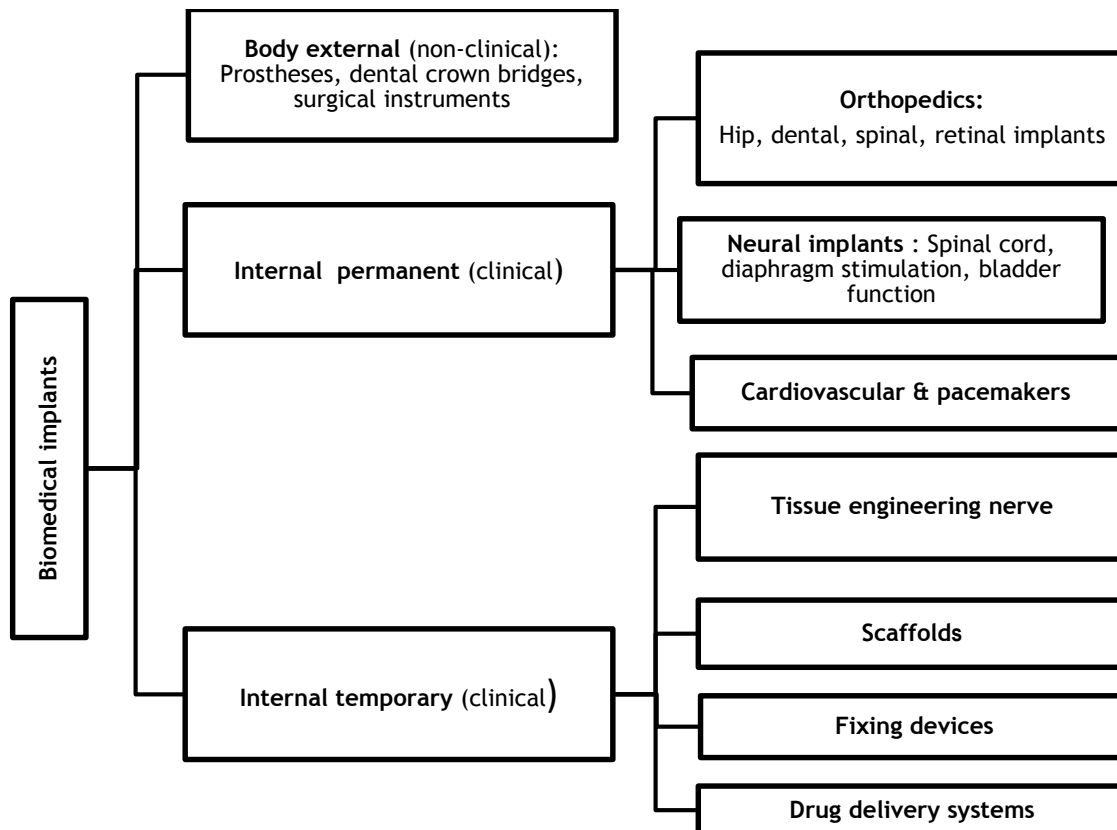 Biomedical implants
Body external (non-clinical):
Prostheses, dental crown bridges,
surgical instruments
Internal permanent (clinical)
Orthopedics:
Hip, dental, spinal, retinal implants
Neural implants : Spinal cord,
diaphragm stimulation, bladder
function
Cardiovascular & pacemakers
Internal temporary (clinical)
Tissue engineering nerve
Scaffolds
Fixing devices
Drug delivery systems